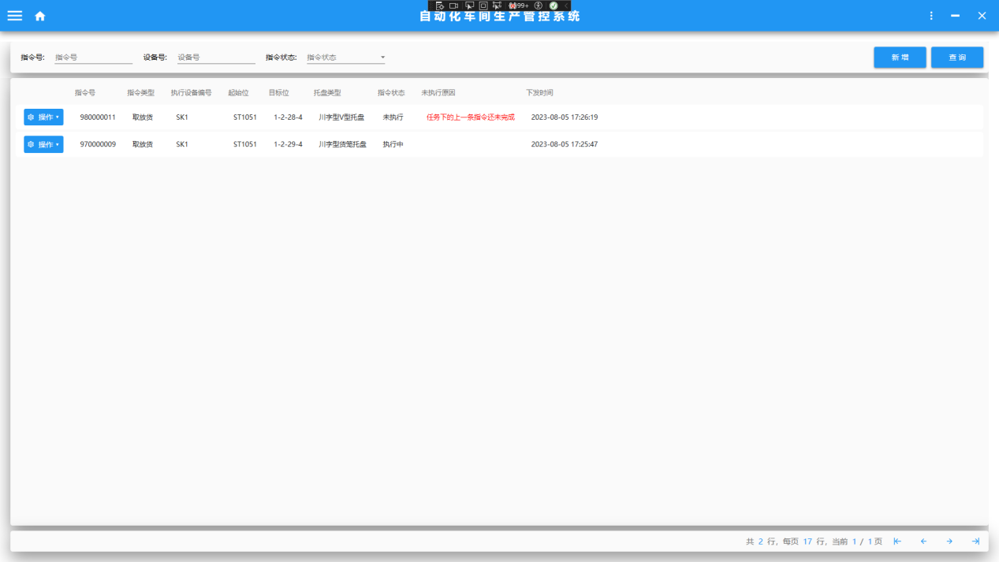 99+
自动化车间生产管控系统
指令号: 指令号 设备号: 设备号 指令状态: 指令状态 新 增 查 询
指令号 指令类型 执行设备编号 起始位 目标位 托盘类型 指令状态 未执行原因 下发时间
操作 980000011 取放货 SK1 ST1051 1-2-28-4 川字型V型托盘 未执行 任务下的上一条指令还未完成 2023-08-05 17:26:19
操作 970000009 取放货 SK1 ST1051 1-2-29-4 川字型货笼托盘 执行中 2023-08-05 17:25:47
共 2 行, 每页 17 行, 当前 1 / 1 页